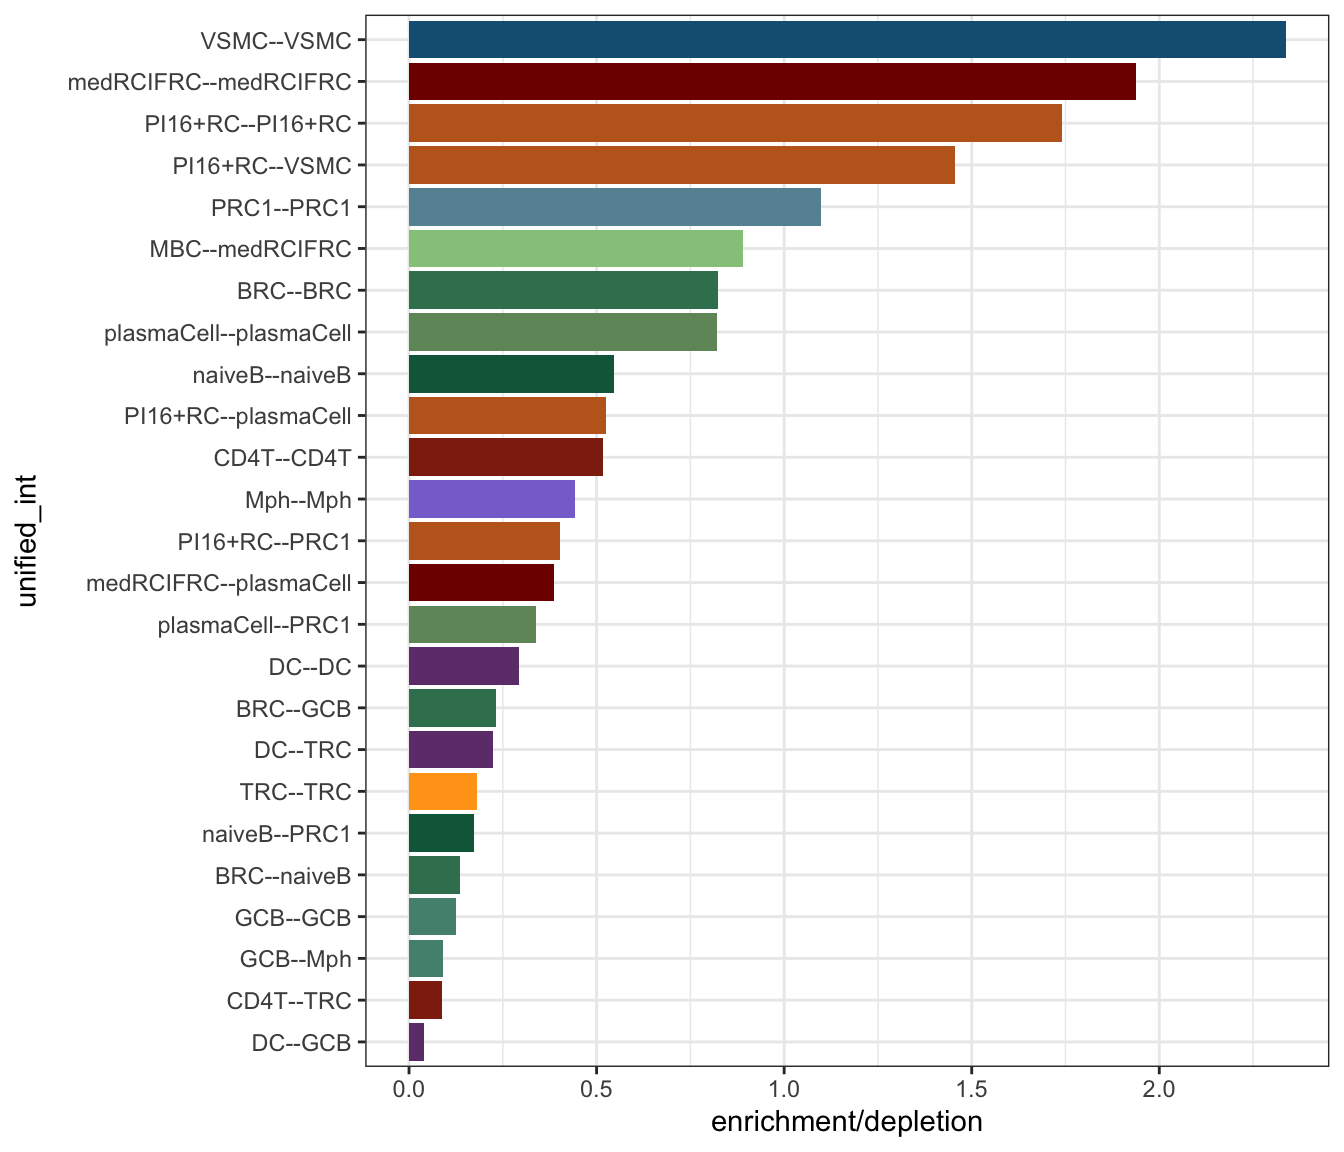 VSMC--VSMC
medRCIFRC--medRCIFRC
PI16+RC--PI16+RC
PI16+RC--VSMC
PRC1--PRC1
MBC--medRCIFRC
BRC--BRC
plasmaCell--plasmaCell
naiveB--naiveB
PI16+RC--plasmaCell
CD4T--CD4T
Mph--Mph
PI16+RC--PRC1
medRCIFRC--plasmaCell
plasmaCell--PRC1
DC--DC
BRC--GCB
DC--TRC
TRC--TRC
naiveB--PRC1
BRC--naiveB
GCB--GCB
GCB--Mph
CD4T--TRC
DC--GCB
unified_int
0.0 0.5 1.0 1.5 2.0
enrichment/depletion